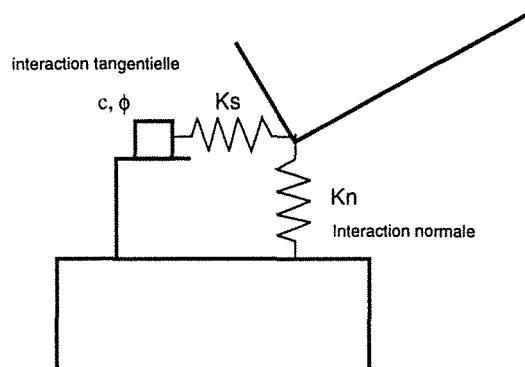 interaction tangentielle
c, ϕ
Ks
Kn
Interaction normale